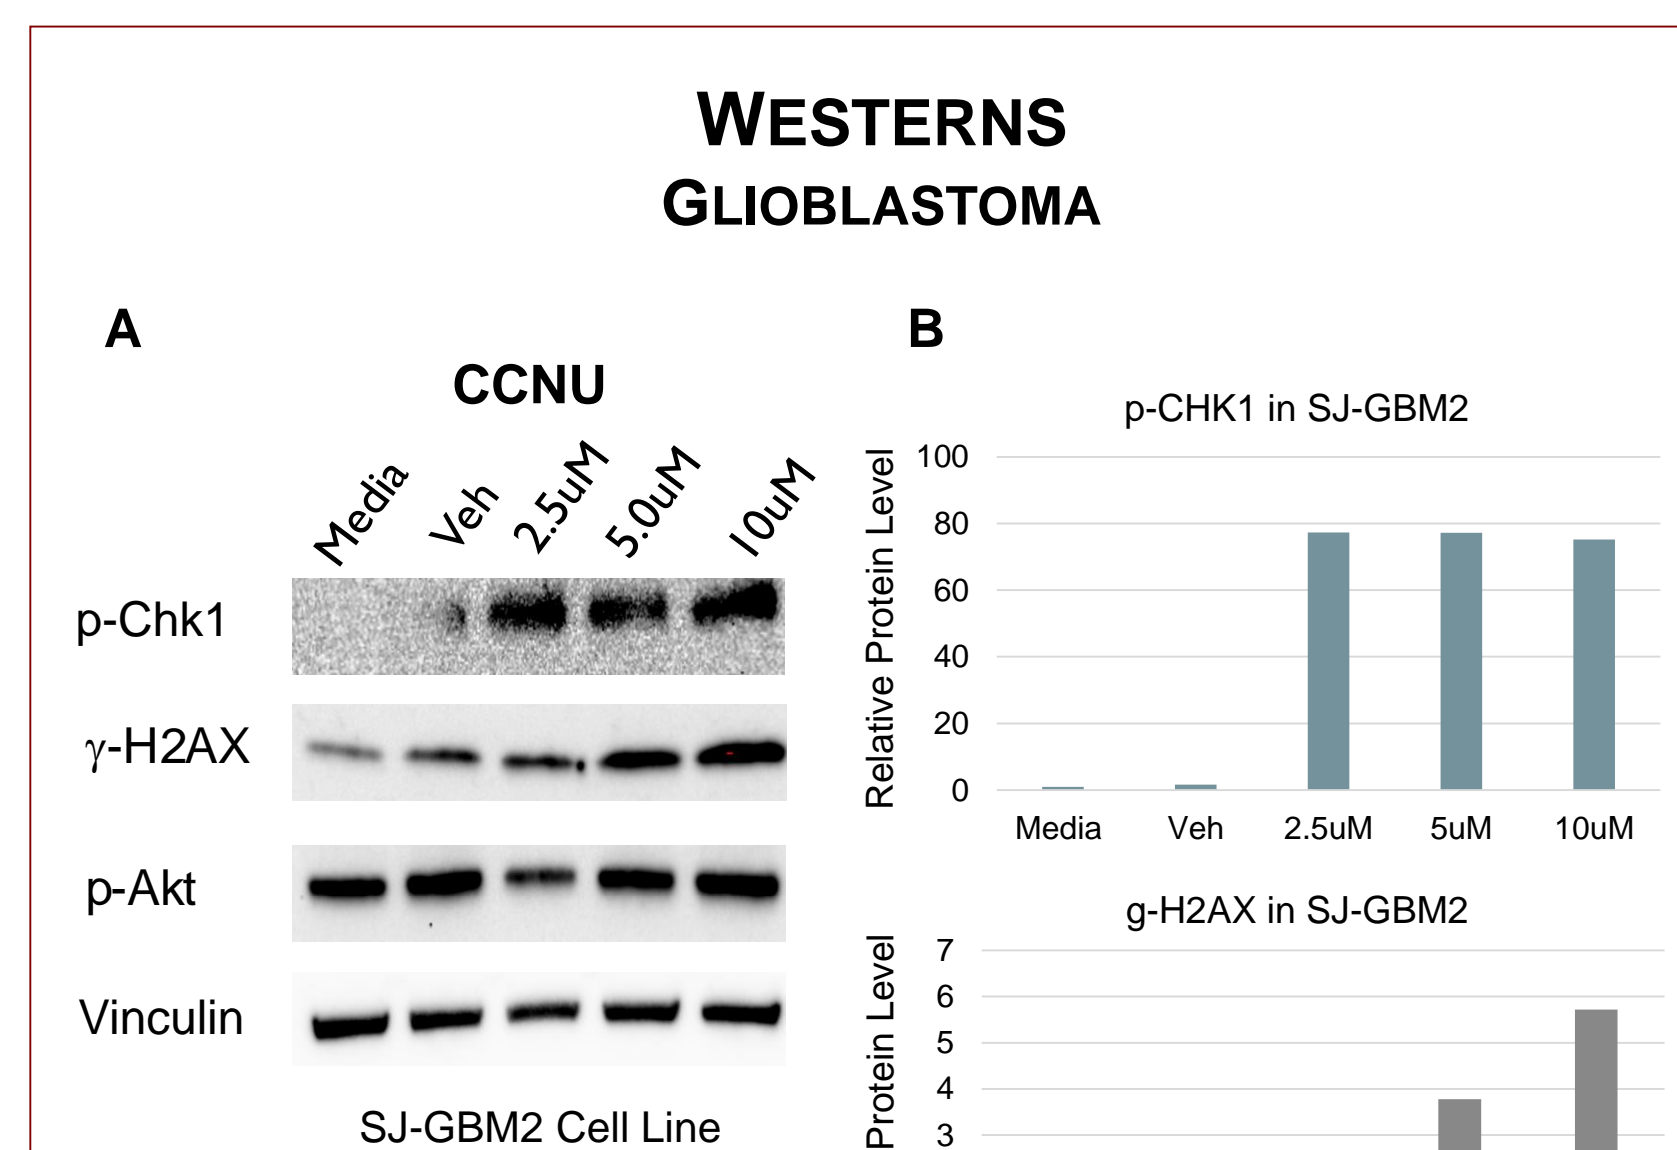 WESTERNS
GLIOBLASTOMA
A
CCNU
Media Veh 2.5uM 5.0uM 10uM
p-Chk1
γ-H2AX
p-Akt
Vinculin
SJ-GBM2 Cell Line
B
p-CHK1 in SJ-GBM2
Relative Protein Level
100
80
60
40
20
0
Media Veh 2.5uM 5uM 10uM
g-H2AX in SJ-GBM2
Protein Level
7
6
5
4
3